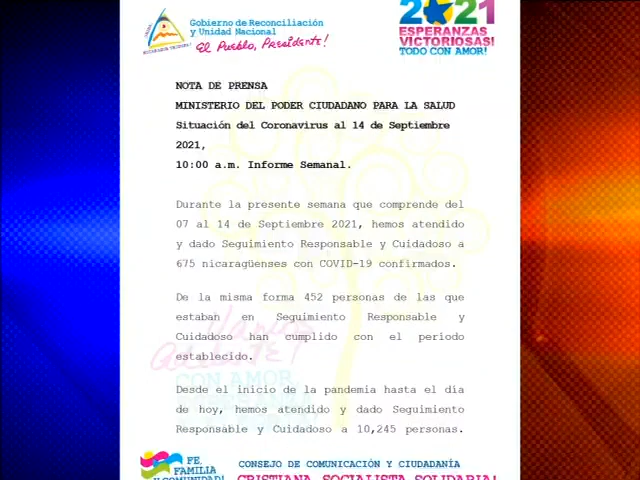 Gobierno de Reconciliación
y Unidad Nacional
El Pueblo, Presidente!
2021
ESPERANZAS
VICTORIOSAS!
TODO CON AMOR!
NOTA DE PRENSA
MINISTERIO DEL PODER CIUDADANO PARA LA SALUD
Situación del Coronavirus al 14 de Septiembre
2021,
10:00 a.m. Informe Semanal.
Durante la presente semana que comprende del
07 al 14 de Septiembre 2021, hemos atendido
y dado Seguimiento Responsable y Cuidadoso a
675 nicaragüenses con COVID-19 confirmados.
De la misma forma 452 personas de las que
estaban en Seguimiento Responsable y
Cuidadoso han cumplido con el periodo
establecido.
Desde el inicio de la pandemia hasta el día
de hoy, hemos atendido y dado Seguimiento
Responsable y Cuidadoso a 10,245 personas.
FE,
FAMILIA
Y COMUNIDAD!
CONSEJO DE COMUNICACIÓN Y CIUDADANÍA
CRISTIANA, SOCIALISTA, SOLIDARIA!